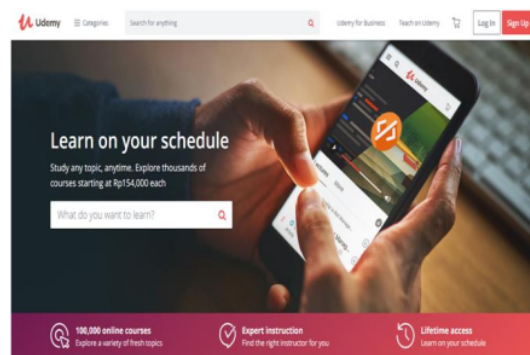 Udemy
Categories
Search for anything
Udemy for Business
Teach on Udemy
Log In
Sign Up
Learn on your schedule
Study any topic, anytime. Explore thousands of
courses starting at Rp154,000 each
What do you want to learn?
Udemy
100,000 online courses
Explore a variety of fresh topics
Expert instruction
Find the right instructor for you
Lifetime access
Learn on your schedule